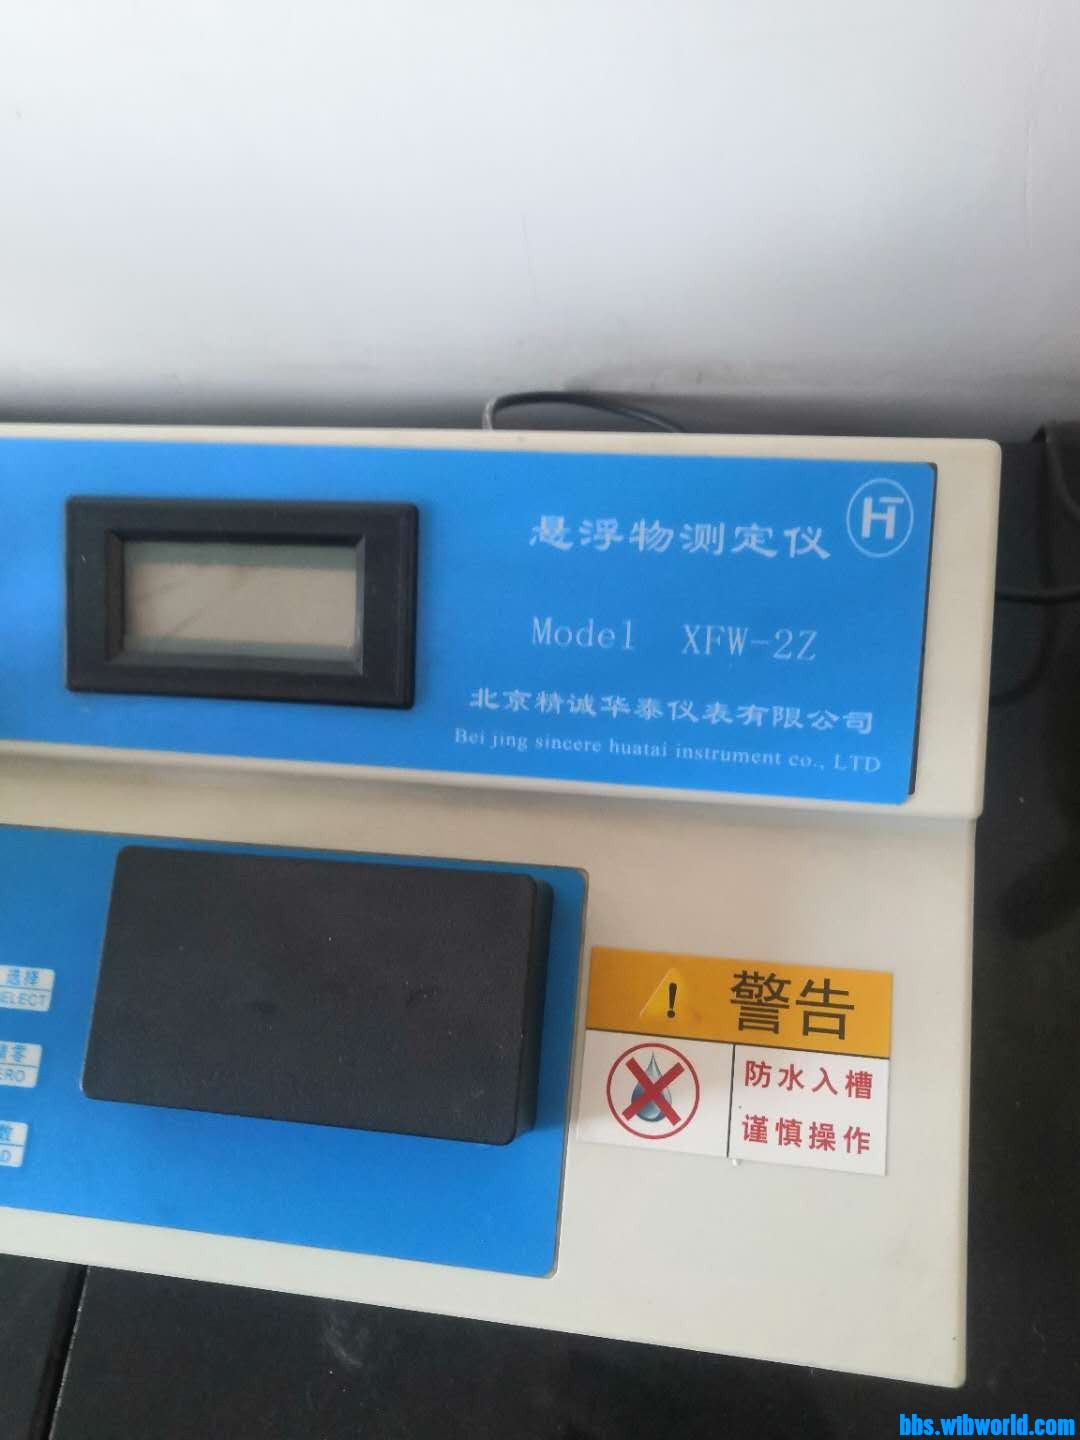 悬浮物测定仪
HT
Model XFW-2Z
北京精诚华泰仪表有限公司
Bei jing sincere huatai instrument co., LTD
选择
ELECT
零
ERO
数
D
警告
防水入槽
谨慎操作
bbs.wtbworld.com